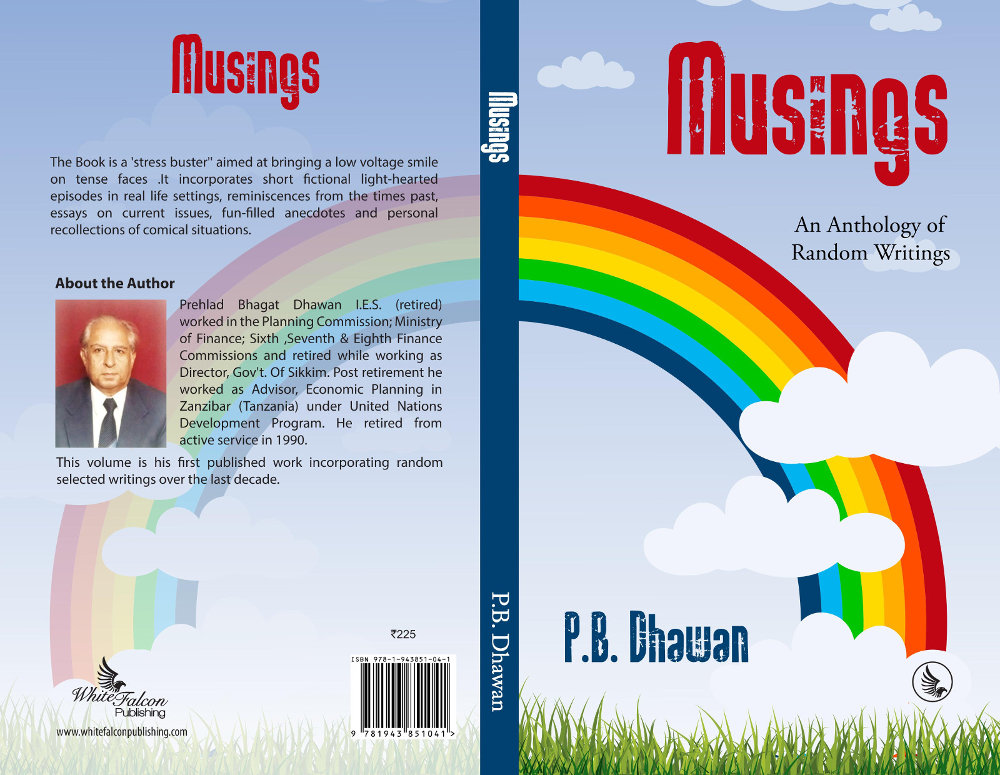 Musings
The Book is a 'stress buster" aimed at bringing a low voltage smile
on tense faces .It incorporates short fictional light-hearted
episodes in real life settings, reminiscences from the times past,
essays on current issues, fun-filled anecdotes and personal
recollections of comical situations.
About the Author
Prehlad Bhagat Dhawan I.E.S. (retired)
worked in the Planning Commission; Ministry
of Finance; Sixth ,Seventh & Eighth Finance
Commissions and retired while working as
Director, Gov't. Of Sikkim. Post retirement he
worked as Advisor, Economic Planning in
Zanzibar (Tanzania) under United Nations
Development Program. He retired from
active service in 1990.
This volume is his first published work incorporating random
selected writings over the last decade.
₹225
ISBN 978-1-943851-04-1
9 781943 851041 >
White Falcon
Publishing
www.whitefalconpublishing.com
Musings
P.B. Dhawan
Musings
An Anthology of
Random Writings
P.B. Dhawan